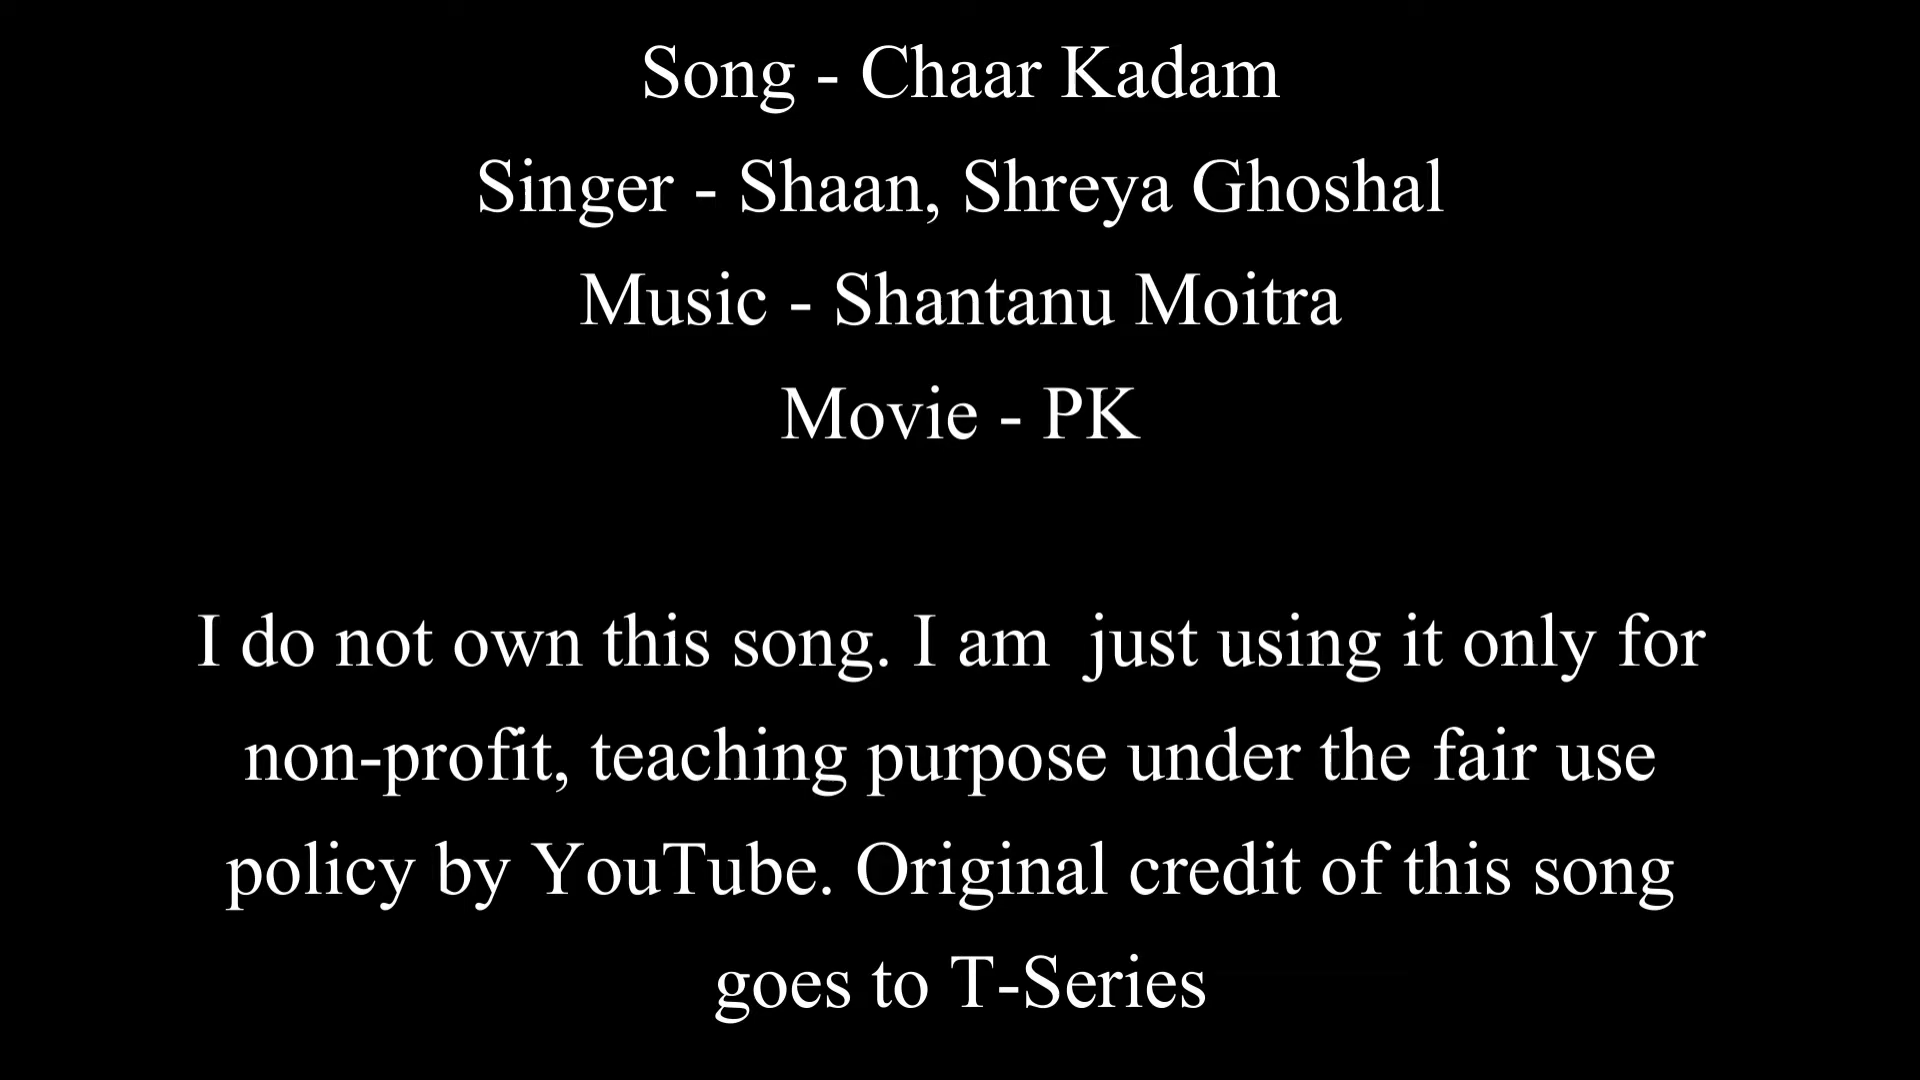 Song - Chaar Kadam
Singer - Shaan, Shreya Ghoshal
Music - Shantanu Moitra
Movie - PK
I do not own this song. I am  just using it only for
non-profit, teaching purpose under the fair use
policy by YouTube. Original credit of this song
goes to T-Series